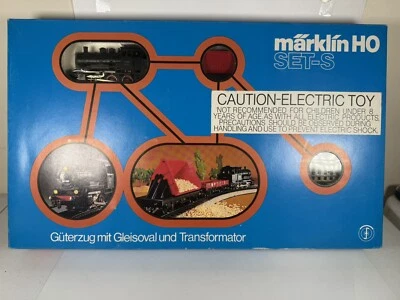 märklin HO
SET-S
CAUTION-ELECTRIC TOY
NOT RECOMMENDED FOR CHILDREN UNDER 8
YEARS OF AGE. AS WITH ALL ELECTRIC PRODUCTS,
PRECAUTIONS SHOULD BE OBSERVED DURING
HANDLING AND USE TO PREVENT ELECTRIC SHOCK.
Güterzug mit Gleisoval und Transformator